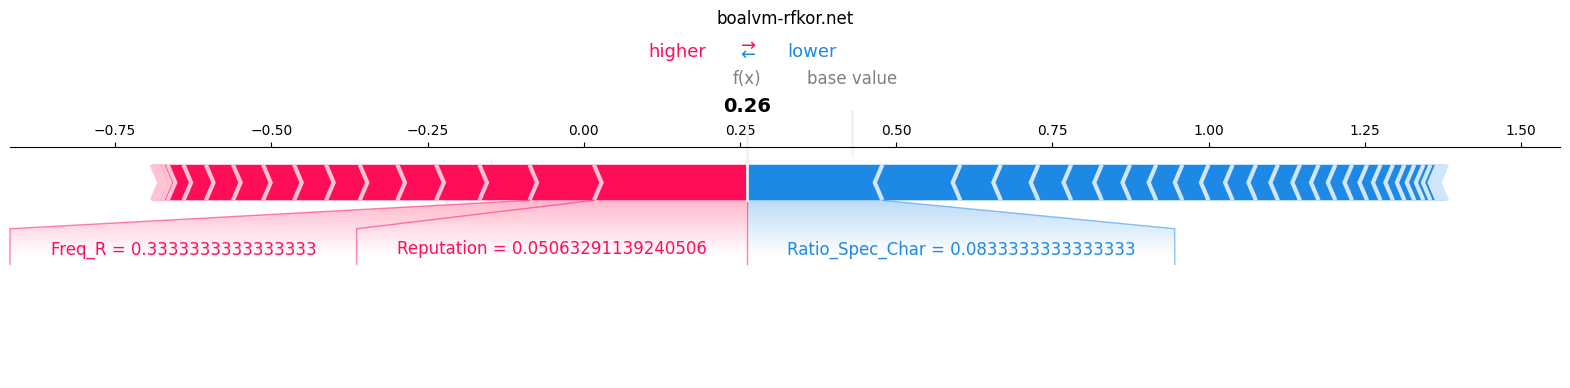 boalvm-rfkor.net
higher → ← lower
f(x) base value
0.26
−0.75 −0.50 −0.25 0.00 0.25 0.50 0.75 1.00 1.25 1.50
Freq_R = 0.3333333333333333 Reputation = 0.05063291139240506 Ratio_Spec_Char = 0.0833333333333333